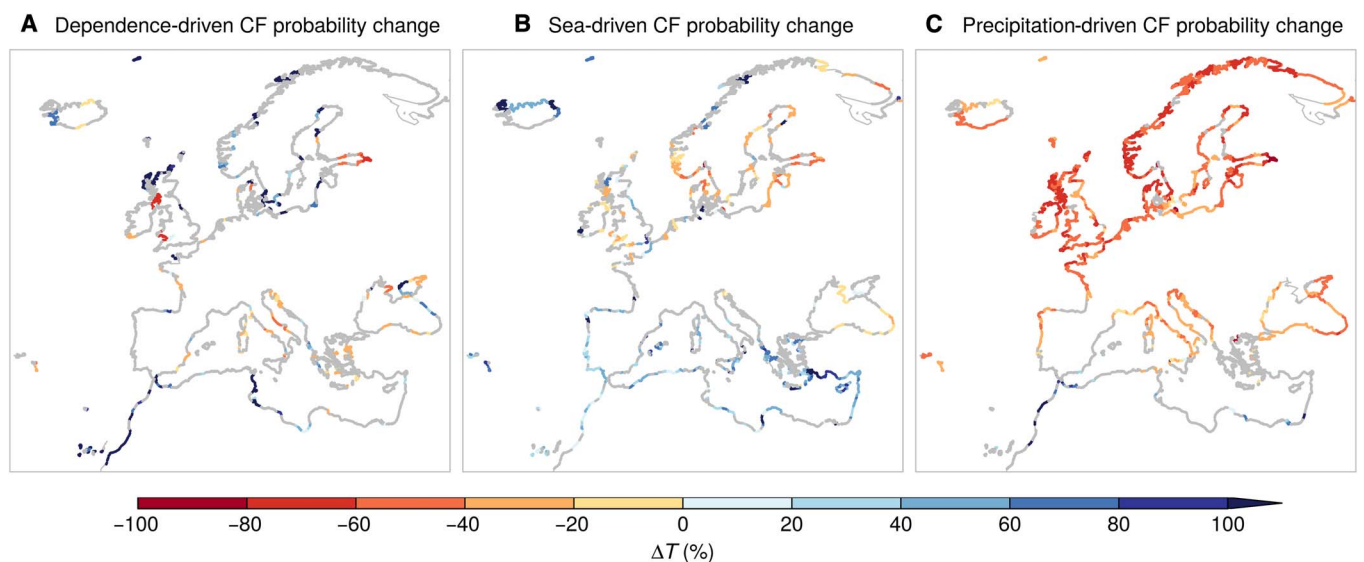 A Dependence-driven CF probability change
B Sea-driven CF probability change
C Precipitation-driven CF probability change
−100 −80 −60 −40 −20 0 20 40 60 80 100
ΔT (%)